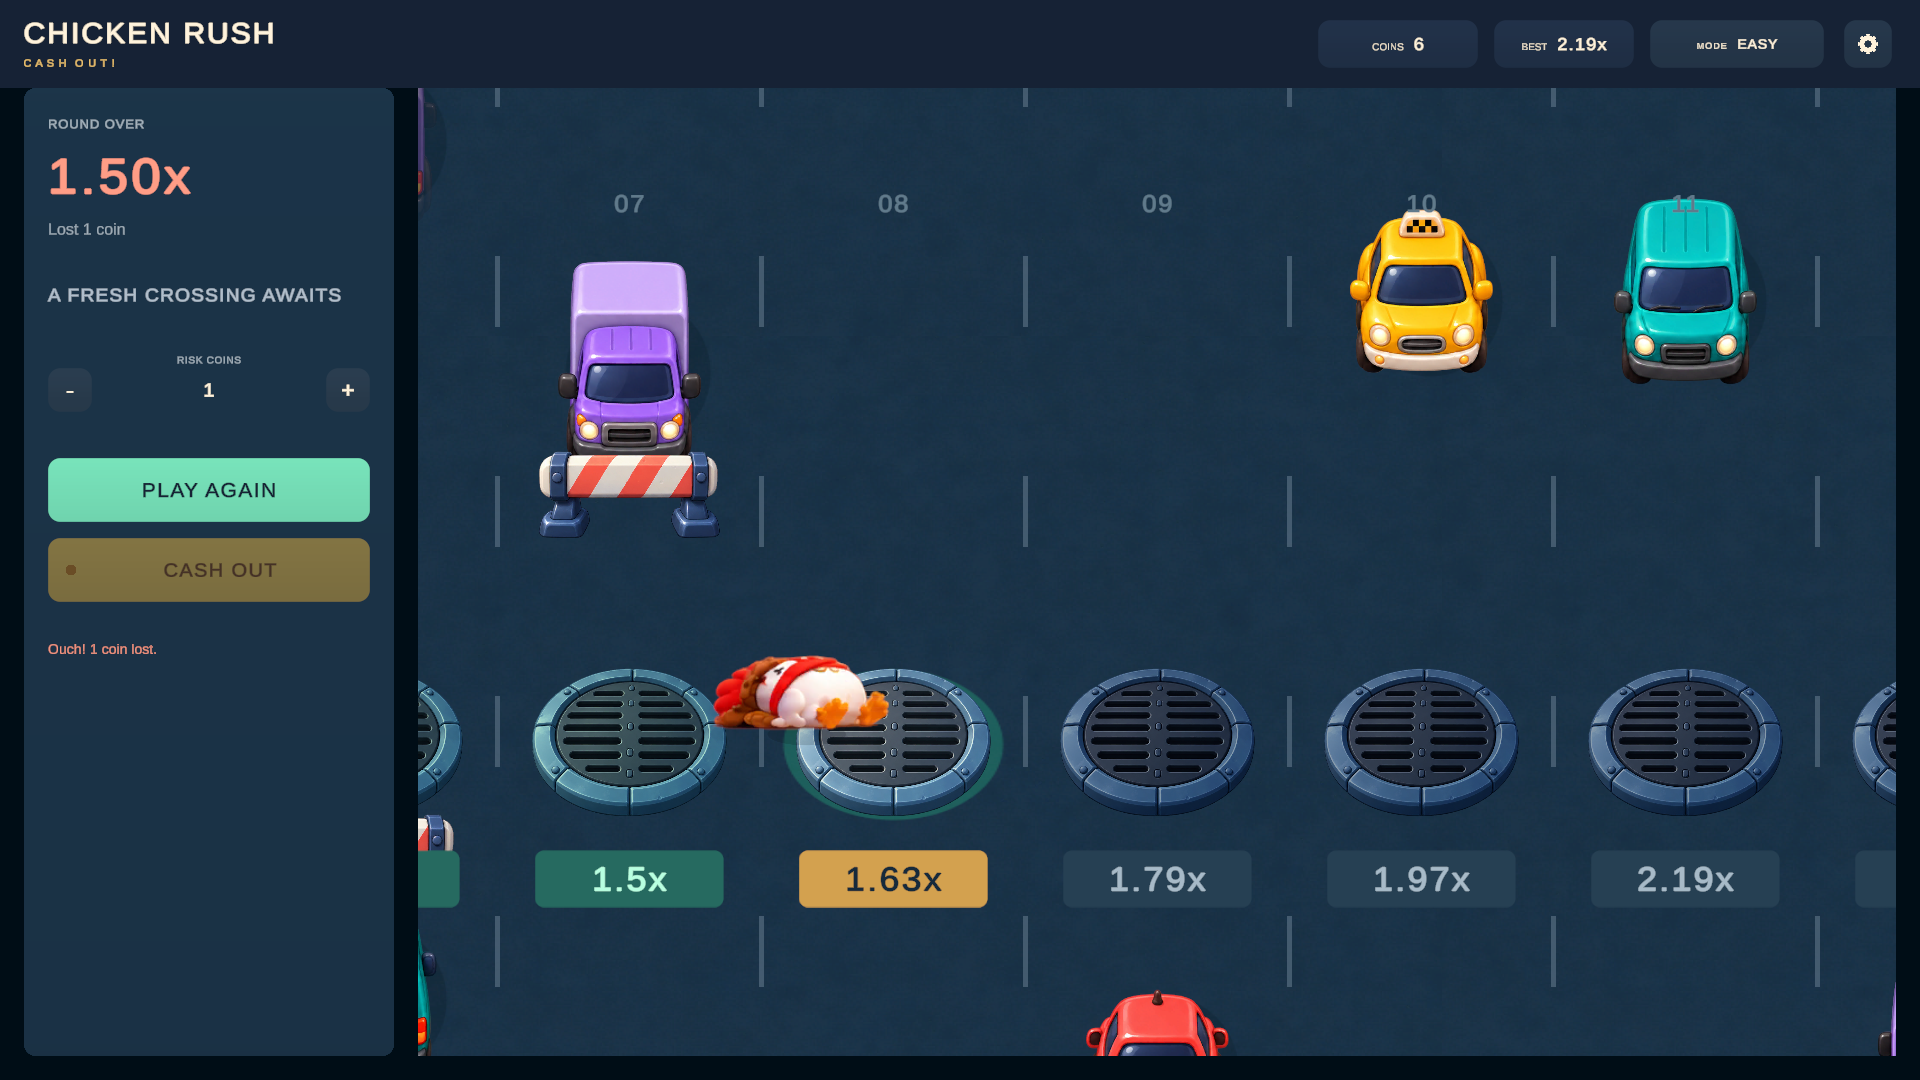 CHICKEN RUSH
CASH OUT!
COINS 6
BEST 2.19x
MODE EASY
ROUND OVER
1.50x
Lost 1 coin
A FRESH CROSSING AWAITS
RISK COINS
- 1 +
PLAY AGAIN
CASH OUT
Ouch! 1 coin lost.
07 08 09 10 11
1.5x 1.63x 1.79x 1.97x 2.19x